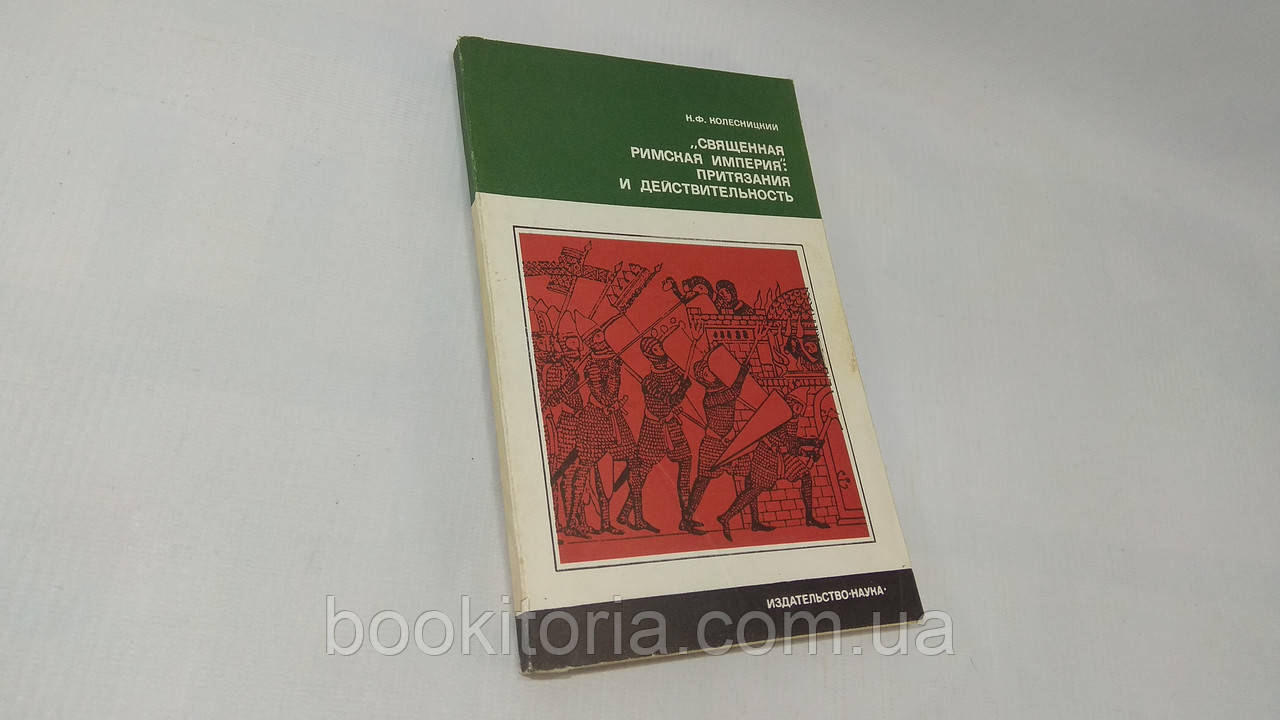 Н.Ф. КОЛЕСНИЦКИЙ
„СВЯЩЕННАЯ
РИМСКАЯ ИМПЕРИЯ“:
ПРИТЯЗАНИЯ
И ДЕЙСТВИТЕЛЬНОСТЬ
ИЗДАТЕЛЬСТВО·НАУКА·
bookitoria.com.ua